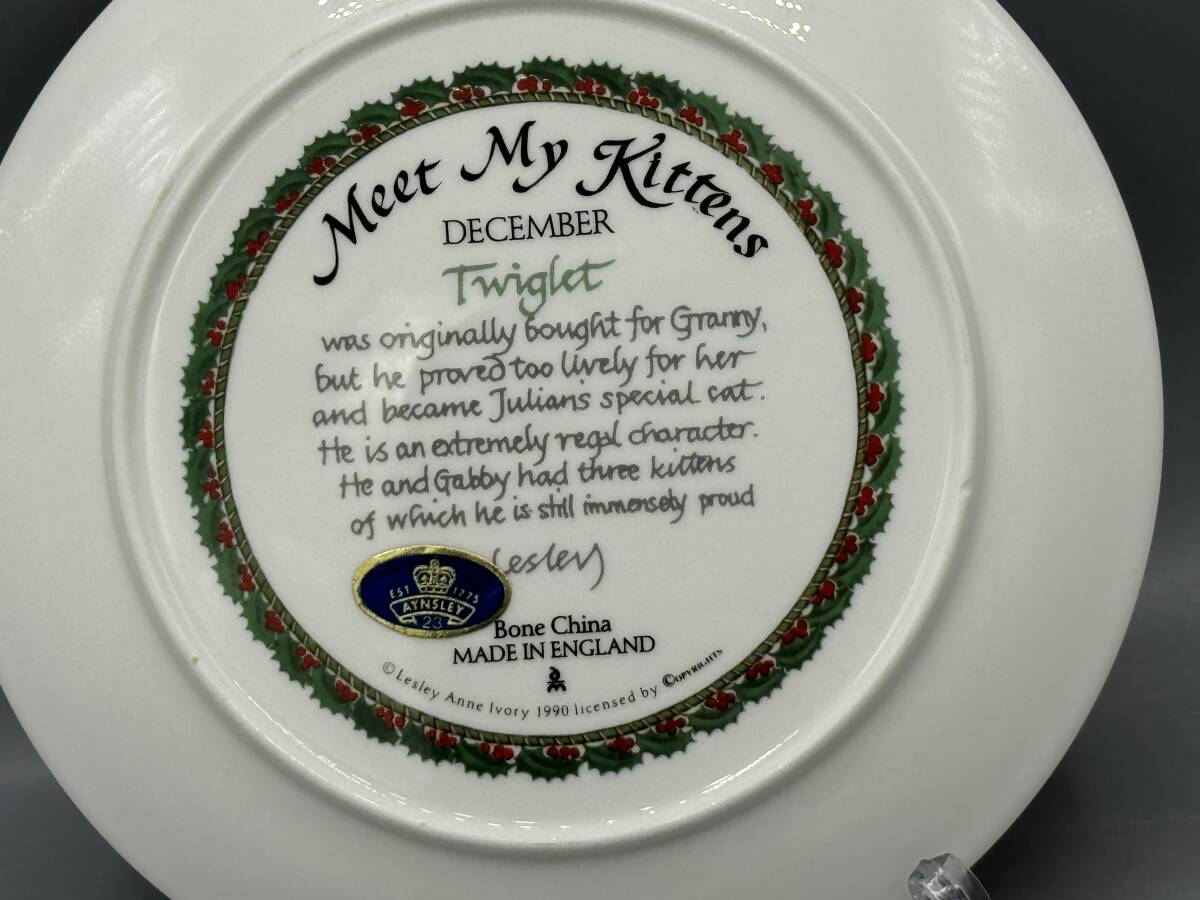 Meet My Kittens
DECEMBER
Twiglet
was originally bought for Granny,
but he proved too lively for her
and became Julian's special cat.
He is an extremely regal character.
He and Gabby had three kittens
of which he is still immensely proud
Lesley
EST 1775
AYNSLEY
23
Bone China
MADE IN ENGLAND
© Lesley Anne Ivory 1990 licensed by ©OPYRIGHTS